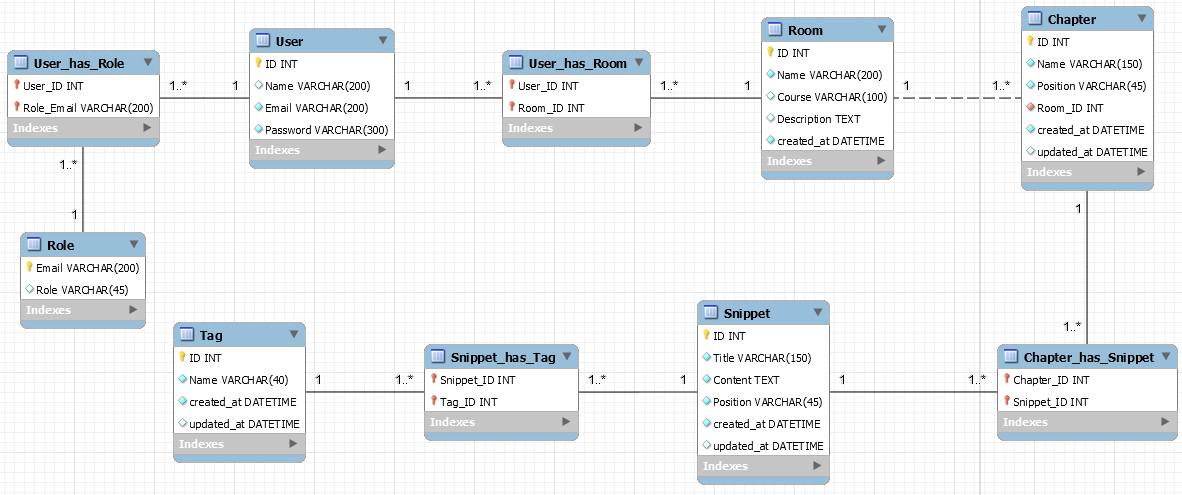 User_has_Role
User_ID INT
Role_Email VARCHAR(200)
Indexes
1..*
1
User
ID INT
Name VARCHAR(200)
Email VARCHAR(200)
Password VARCHAR(300)
Indexes
1
1..*
User_has_Room
User_ID INT
Room_ID INT
Indexes
1..*
1
Room
ID INT
Name VARCHAR(200)
Course VARCHAR(100)
Description TEXT
created_at DATETIME
Indexes
1
1..*
Chapter
ID INT
Name VARCHAR(150)
Position VARCHAR(45)
Room_ID INT
created_at DATETIME
updated_at DATETIME
Indexes
1..*
1
Role
Email VARCHAR(200)
Role VARCHAR(45)
Indexes
Tag
ID INT
Name VARCHAR(40)
created_at DATETIME
updated_at DATETIME
Indexes
1
1..*
Snippet_has_Tag
Snippet_ID INT
Tag_ID INT
Indexes
1..*
1
Snippet
ID INT
Title VARCHAR(150)
Content TEXT
Position VARCHAR(45)
created_at DATETIME
updated_at DATETIME
Indexes
1
1..*
1
1..*
Chapter_has_Snippet
Chapter_ID INT
Snippet_ID INT
Indexes